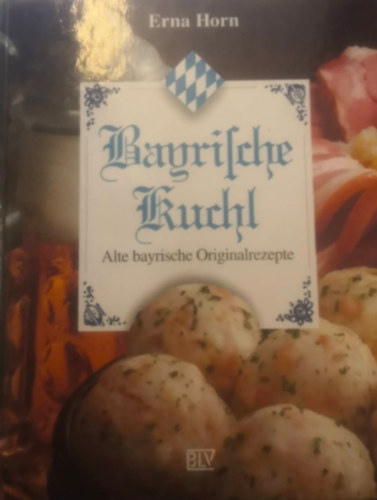 Erna Horn
Bayriſche
Kuchl
Alte bayrische Originalrezepte
BLV